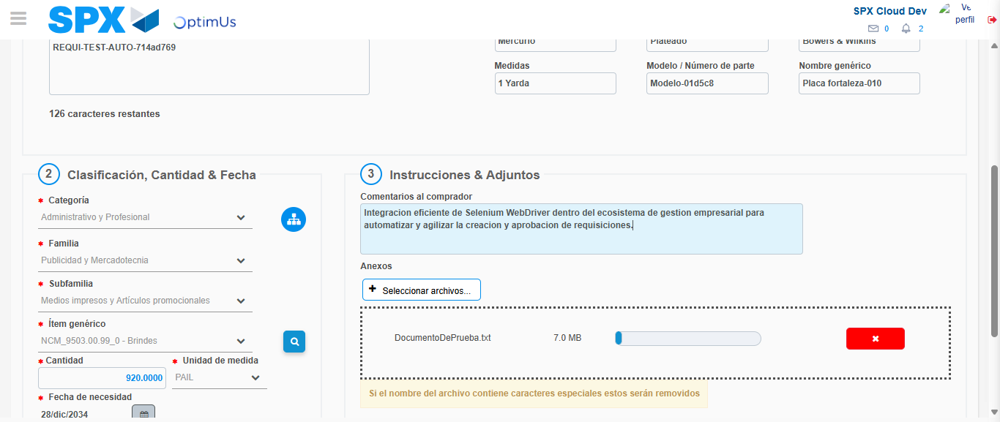 SPX OptimUs
SPX Cloud Dev
0 2
Ve
perfil
REQUI-TEST-AUTO-714ad769
126 caracteres restantes
Mercurio Plateado Bowers & Wilkins
Medidas Modelo / Número de parte Nombre genérico
1 Yarda Modelo-01d5c8 Placa fortaleza-010
2 Clasificación, Cantidad & Fecha
* Categoría
Administrativo y Profesional
* Familia
Publicidad y Mercadotecnia
* Subfamilia
Medios impresos y Artículos promocionales
* Ítem genérico
NCM_9503.00.99_0 - Brindes
* Cantidad * Unidad de medida
920.0000 PAIL
* Fecha de necesidad
28/dic/2034
3 Instrucciones & Adjuntos
Comentarios al comprador
Integracion eficiente de Selenium WebDriver dentro del ecosistema de gestion empresarial para
automatizar y agilizar la creacion y aprobacion de requisiciones.
Anexos
+ Seleccionar archivos...
DocumentoDePrueba.txt 7.0 MB
Si el nombre del archivo contiene caracteres especiales estos serán removidos